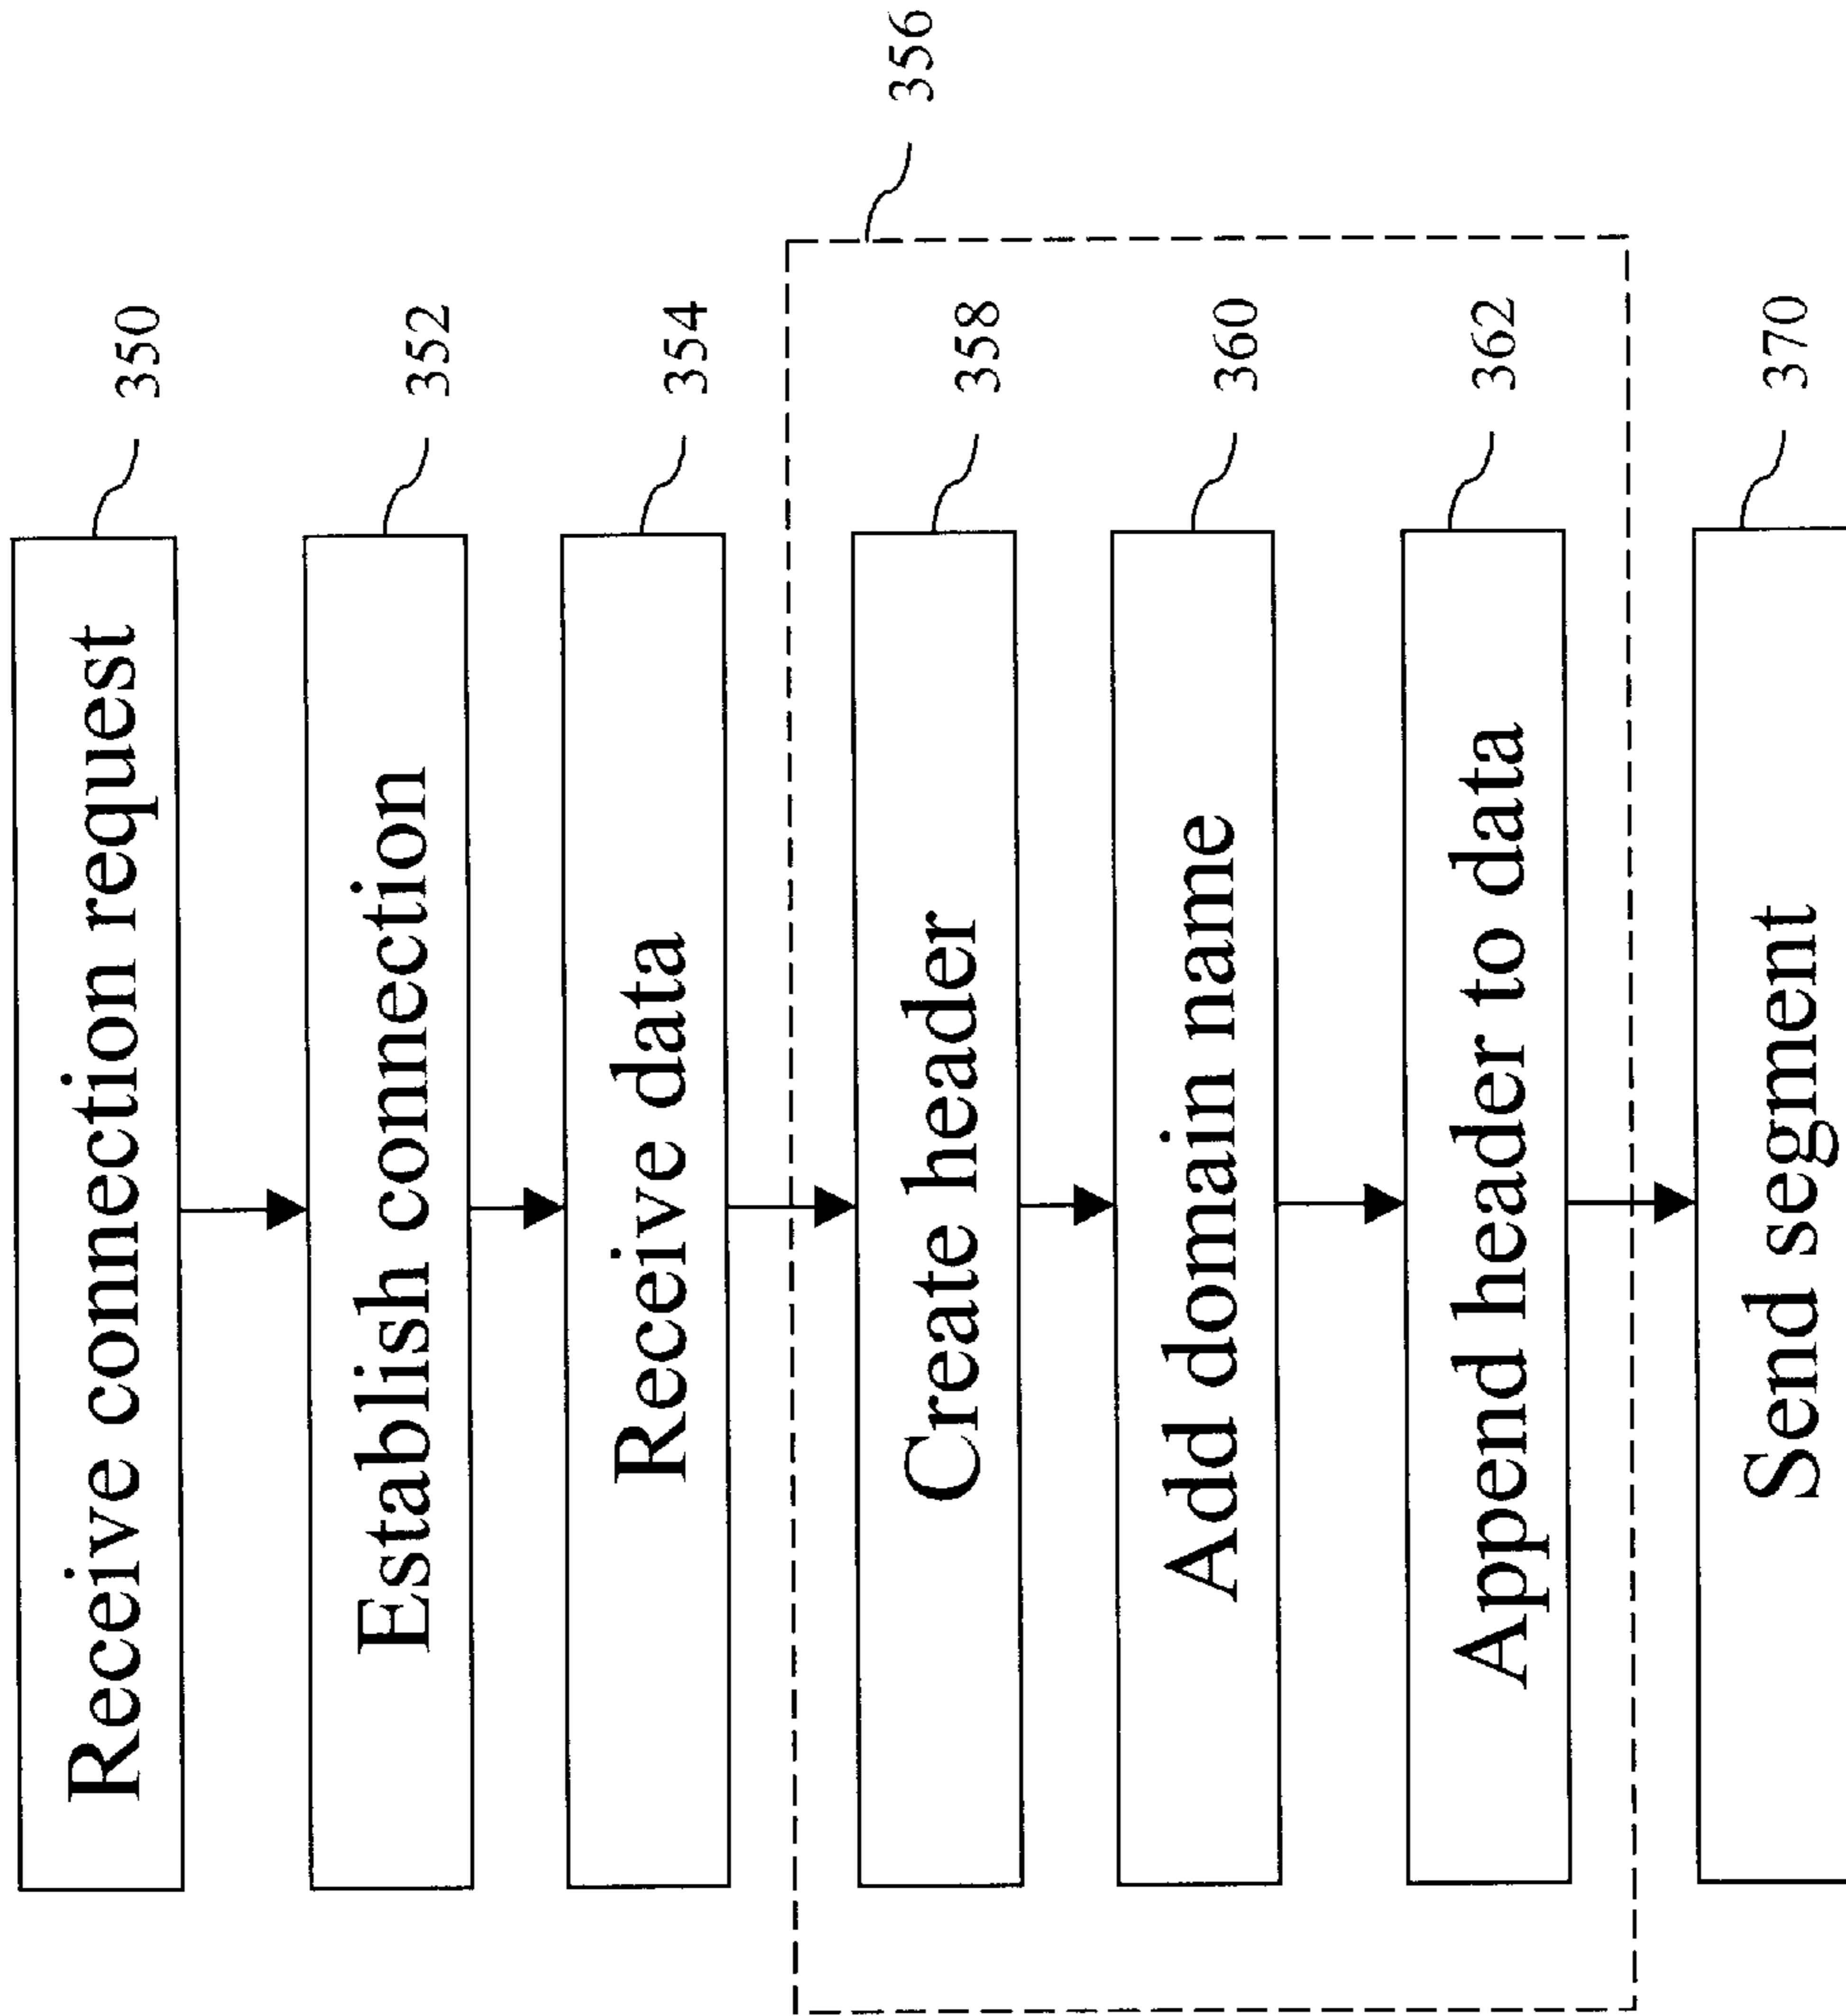 Receive connection request
350
Establish connection
352
Receive data
354
356
Create header
358
Add domain name
360
Append header to data
362
Send segment
370